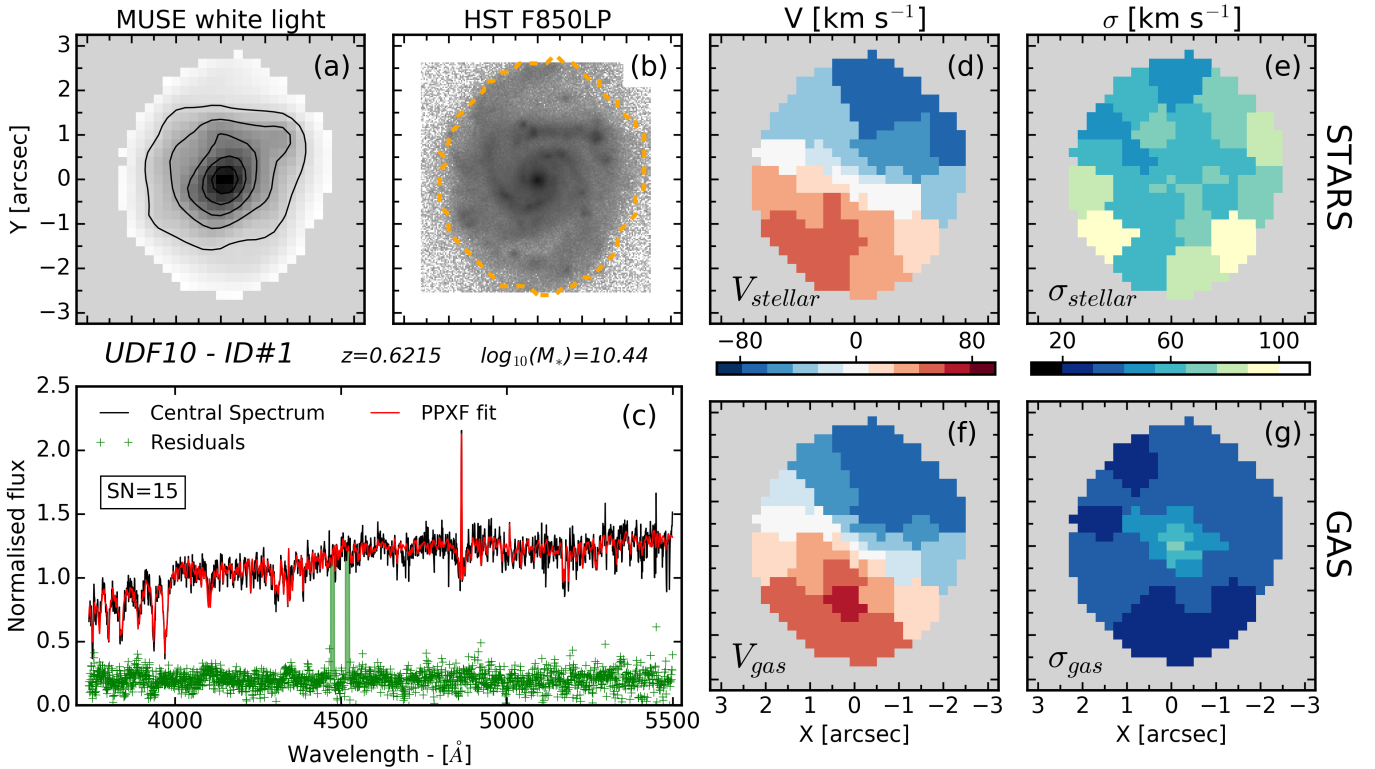 MUSE white light
HST F850LP
V [km s⁻¹]
σ [km s⁻¹]
(a)
(b)
(d)
(e)
3
2
1
0
−1
−2
−3
Y [arcsec]
V_stellar
σ_stellar
STARS
UDF10 - ID#1
z=0.6215
log₁₀(M_*)=10.44
−80
0
80
20
60
100
2.5
2.0
1.5
1.0
0.5
0.0
Normalised flux
Central Spectrum
PPXF fit
Residuals
SN=15
(c)
4000
4500
5000
5500
Wavelength - [Å]
(f)
(g)
V_gas
σ_gas
GAS
3 2 1 0 −1 −2 −3
X [arcsec]
3 2 1 0 −1 −2 −3
X [arcsec]